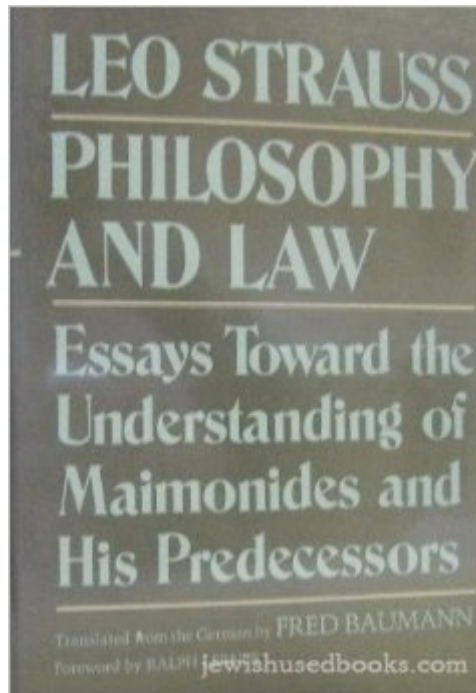 LEO STRAUSS
PHILOSOPHY
AND LAW
Essays Toward the
Understanding of
Maimonides and
His Predecessors
Translated from the German by FRED BAUMANN
Foreword by RALPH
jewishusedbooks.com